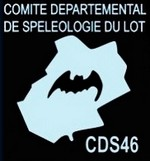 COMITE DEPARTEMENTAL
DE SPELEOLOGIE DU LOT
CDS46